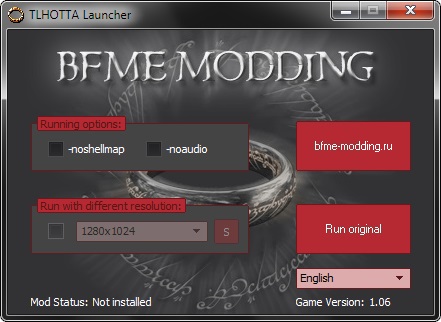 TLHOTTA Launcher
BFME MODDING
Running options:
-noshellmap
-noaudio
bfme-modding.ru
Run with different resolution:
1280x1024
S
Run original
English
Mod Status: Not installed
Game Version: 1.06